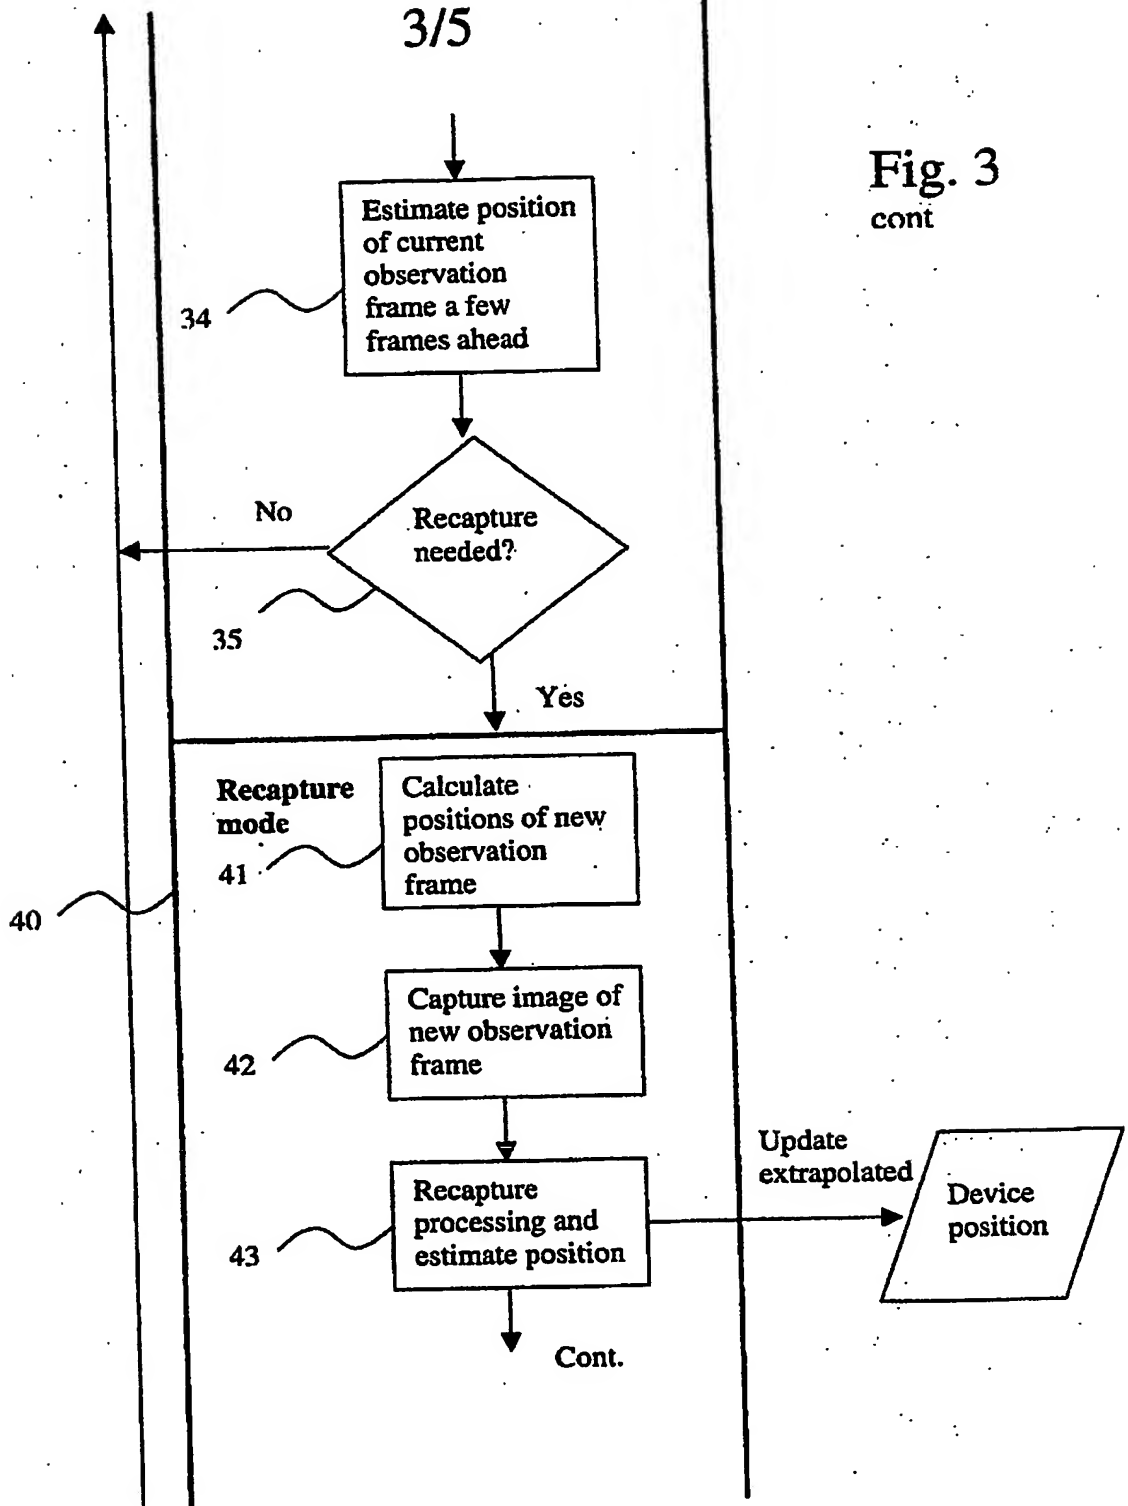 3/5
Fig. 3
cont
Estimate position
of current
observation
frame a few
frames ahead
34
No
Recapture
needed?
35
Yes
Recapture
mode
Calculate
positions of new
observation
frame
41
40
Capture image of
new observation
frame
42
Update
extrapolated
Device
position
Recapture
processing and
estimate position
43
Cont.